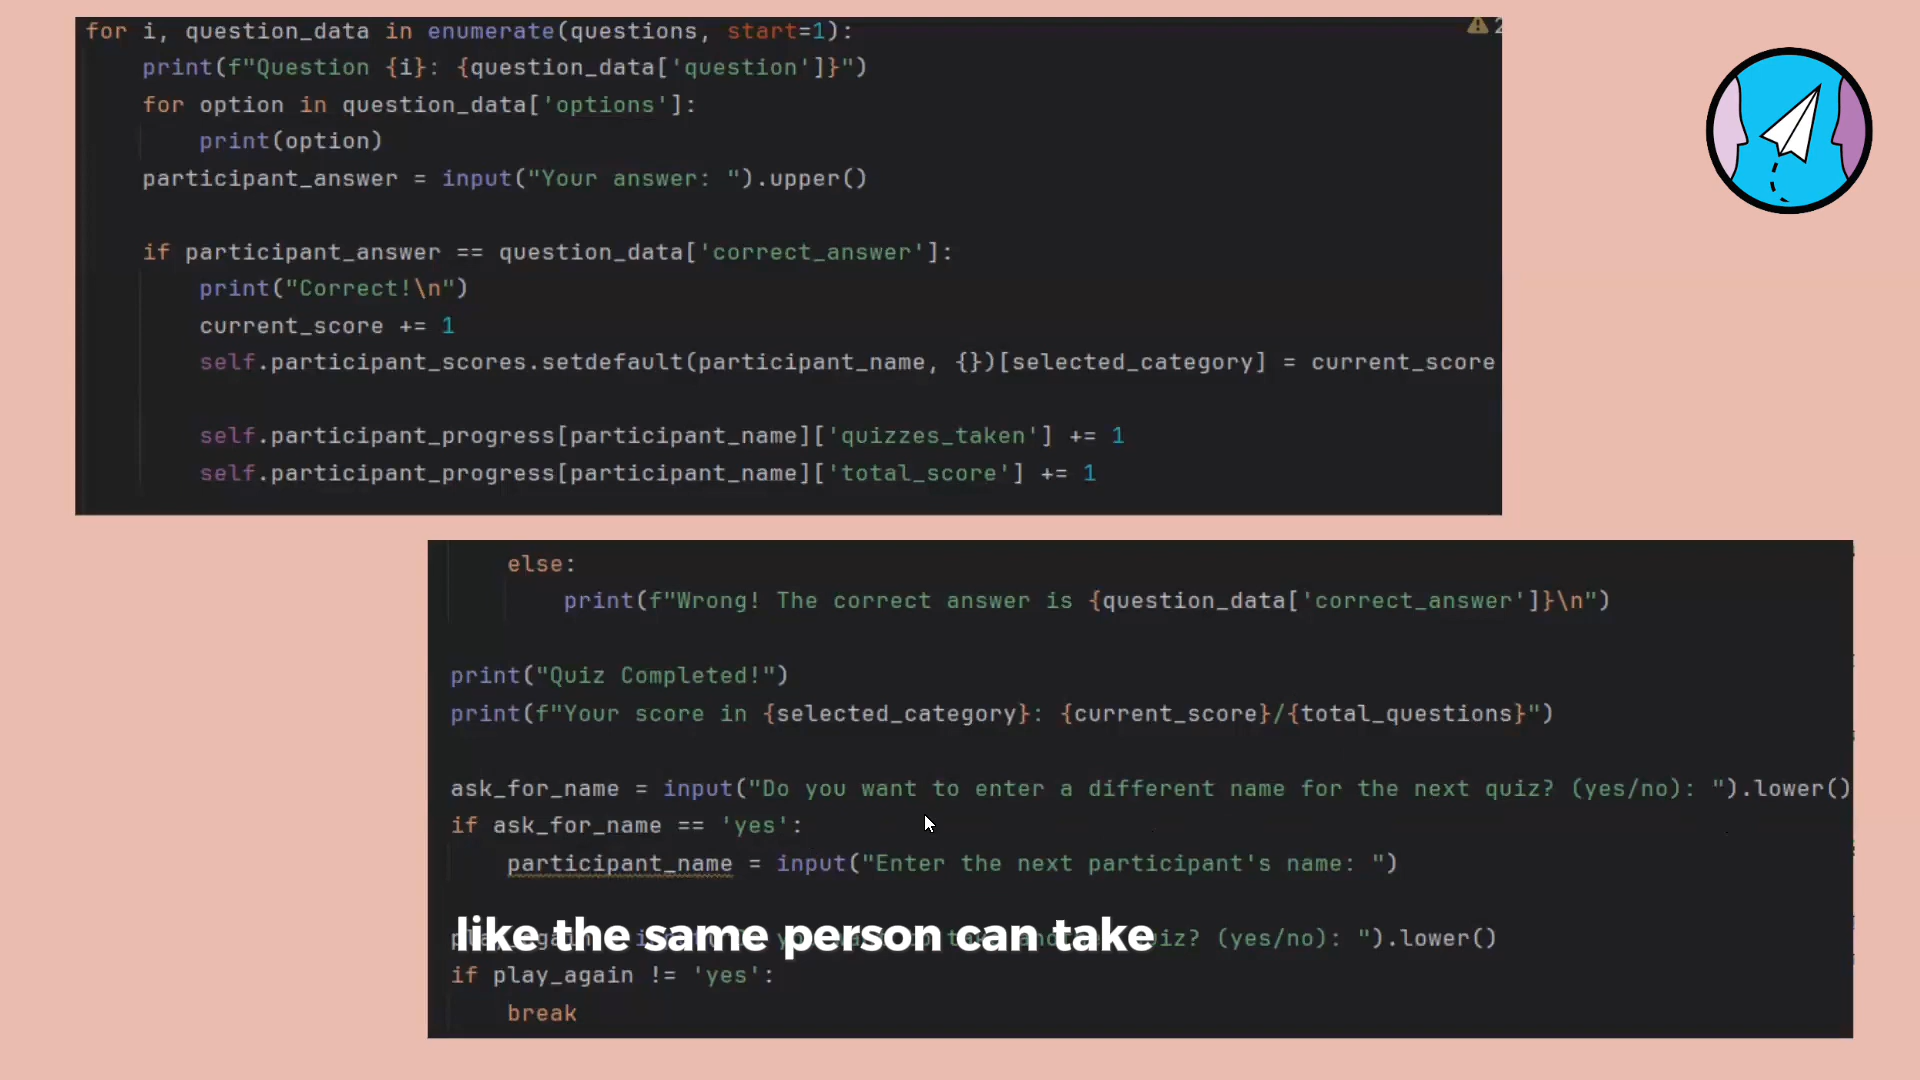 for i, question_data in enumerate(questions, start=1):
print(f"Question {i}: {question_data['question']}")
for option in question_data['options']:
print(option)
participant_answer = input("Your answer: ").upper()
if participant_answer == question_data['correct_answer']:
print("Correct!\n")
current_score += 1
self.participant_scores.setdefault(participant_name, {})[selected_category] = current_score
self.participant_progress[participant_name]['quizzes_taken'] += 1
self.participant_progress[participant_name]['total_score'] += 1
else:
print(f"Wrong! The correct answer is {question_data['correct_answer']}\n")
print("Quiz Completed!")
print(f"Your score in {selected_category}: {current_score}/{total_questions}")
ask_for_name = input("Do you want to enter a different name for the next quiz? (yes/no): ").lower()
if ask_for_name == 'yes':
participant_name = input("Enter the next participant's name: ")
like the same person can take
(yes/no): ").lower()
if play_again != 'yes':
break